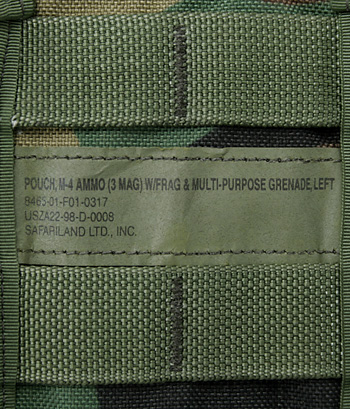 POUCH, M-4 AMMO (3 MAG) W/FRAG & MULTI-PURPOSE GRENADE, LEFT
8465-01-F01-0317
USZA22-98-D-0008
SAFARILAND LTD., INC.